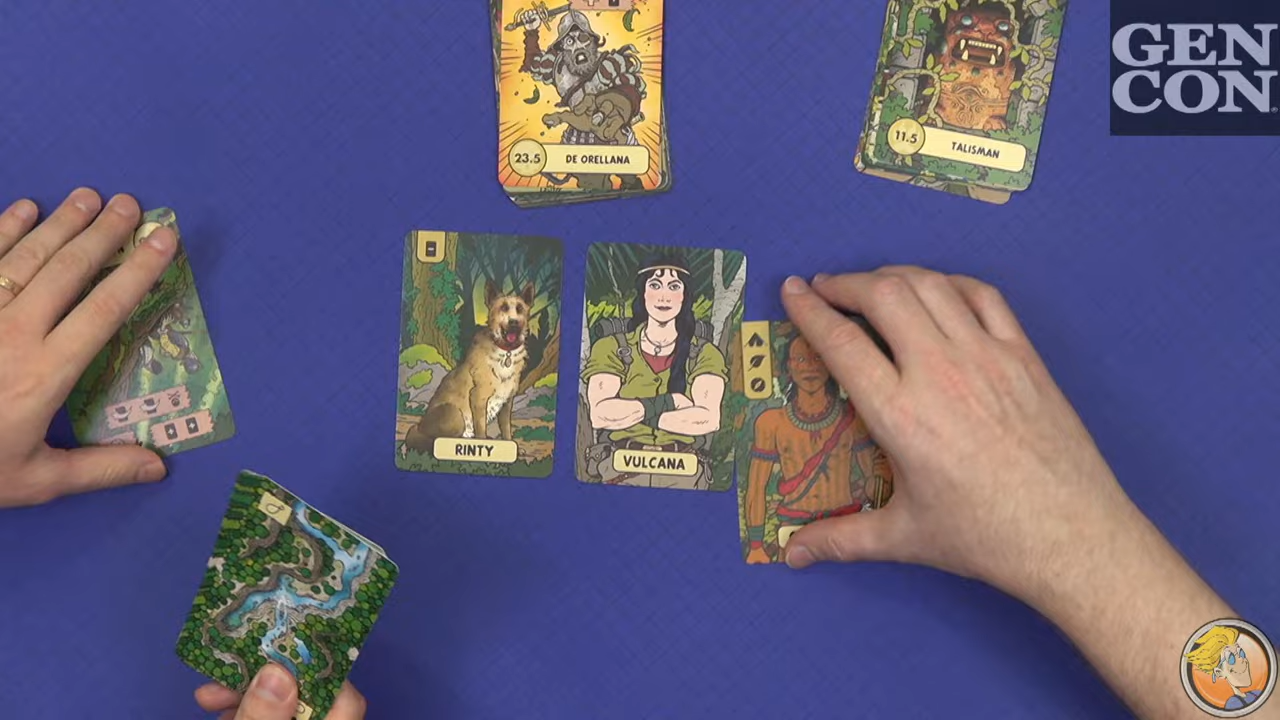 GEN
CON
23.5 DE ORELLANA
11.5 TALISMAN
RINTY
VULCANA